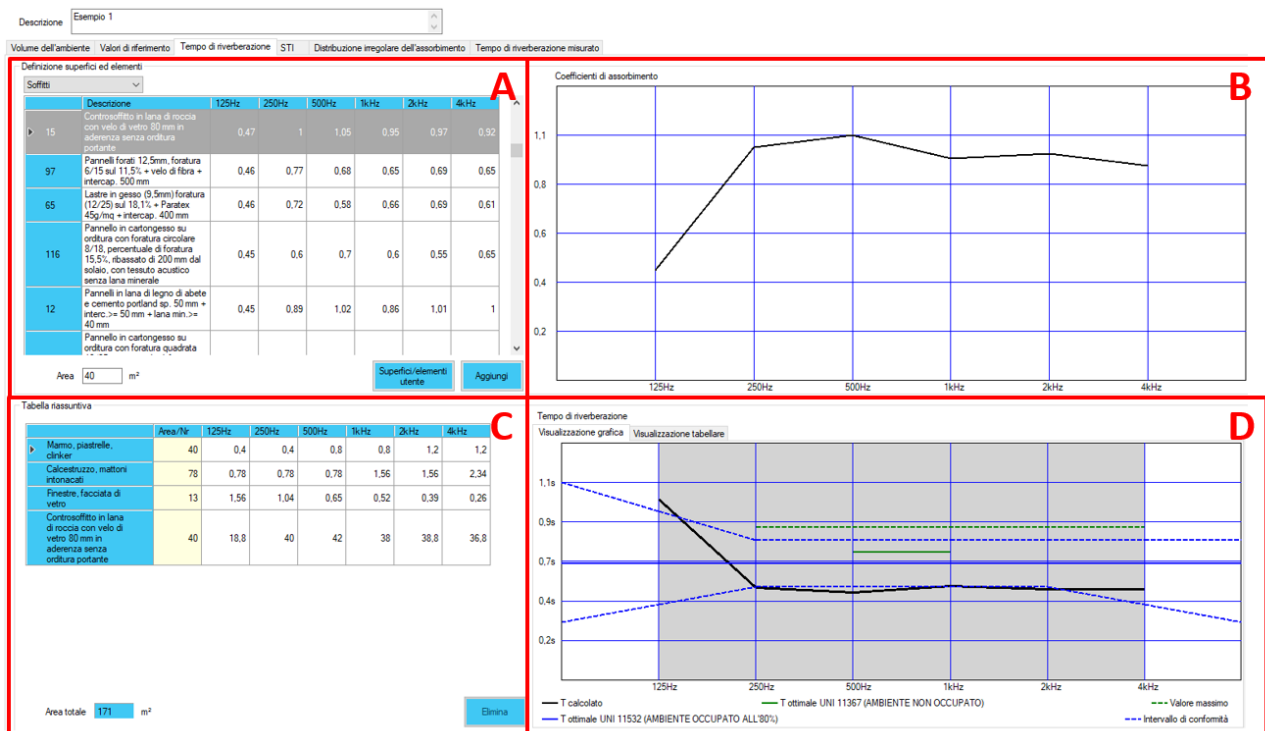 Descrizione
Esempio 1
Volume dell'ambiente Valori di riferimento Tempo di riverberazione STI Distribuzione irregolare dell'assorbimento Tempo di riverberazione misurato
Definizione superfici ed elementi
A
Soffitti
Descrizione 125Hz 250Hz 500Hz 1kHz 2kHz 4kHz
Controsoffitto in lana di roccia
con velo di vetro 80 mm in
15 0,47 1 1,05 0,95 0,97 0,92
aderenza senza orditura
portante
Pannelli forati 12,5mm, foratura
97 6/15 sul 11,5% + velo di fibra + 0,46 0,77 0,68 0,65 0,69 0,65
intercap. 500 mm
Lastre in gesso (9,5mm) foratura
65 (12/25) sul 18,1% + Paratex 0,46 0,72 0,58 0,66 0,69 0,61
45g/mq + intercap. 400 mm
Pannello in cartongesso su
orditura con foratura circolare
8/18, percentuale di foratura
116 15,5%, ribassato di 200 mm dal 0,45 0,6 0,7 0,6 0,55 0,65
solaio, con tessuto acustico
senza lana minerale
Pannelli in lana di legno di abete
e cemento portland sp. 50 mm +
12 interc.>= 50 mm + lana min.>= 0,45 0,89 1,02 0,86 1,01 1
40 mm
Pannello in cartongesso su
orditura con foratura quadrata
Area 40 m²
Superfici/elementi
utente
Aggiungi
B
Coefficienti di assorbimento
1,1
0,8
0,6
0,4
0,2
125Hz 250Hz 500Hz 1kHz 2kHz 4kHz
Tabella riassuntiva
C
Area/Nr 125Hz 250Hz 500Hz 1kHz 2kHz 4kHz
Marmo, piastrelle,
clinker
40 0,4 0,4 0,8 0,8 1,2 1,2
Calcestruzzo, mattoni
intonacati
78 0,78 0,78 0,78 1,56 1,56 2,34
Finestre, facciata di
vetro
13 1,56 1,04 0,65 0,52 0,39 0,26
Controsoffitto in lana
di roccia con velo di
vetro 80 mm in
aderenza senza
orditura portante
40 18,8 40 42 38 38,8 36,8
Area totale 171 m²
Elimina
D
Tempo di riverberazione
Visualizzazione grafica Visualizzazione tabellare
1,1s
0,9s
0,7s
0,4s
0,2s
125Hz 250Hz 500Hz 1kHz 2kHz 4kHz
T calcolato T ottimale UNI 11367 (AMBIENTE NON OCCUPATO) Valore massimo
T ottimale UNI 11532 (AMBIENTE OCCUPATO ALL'80%) Intervallo di conformità